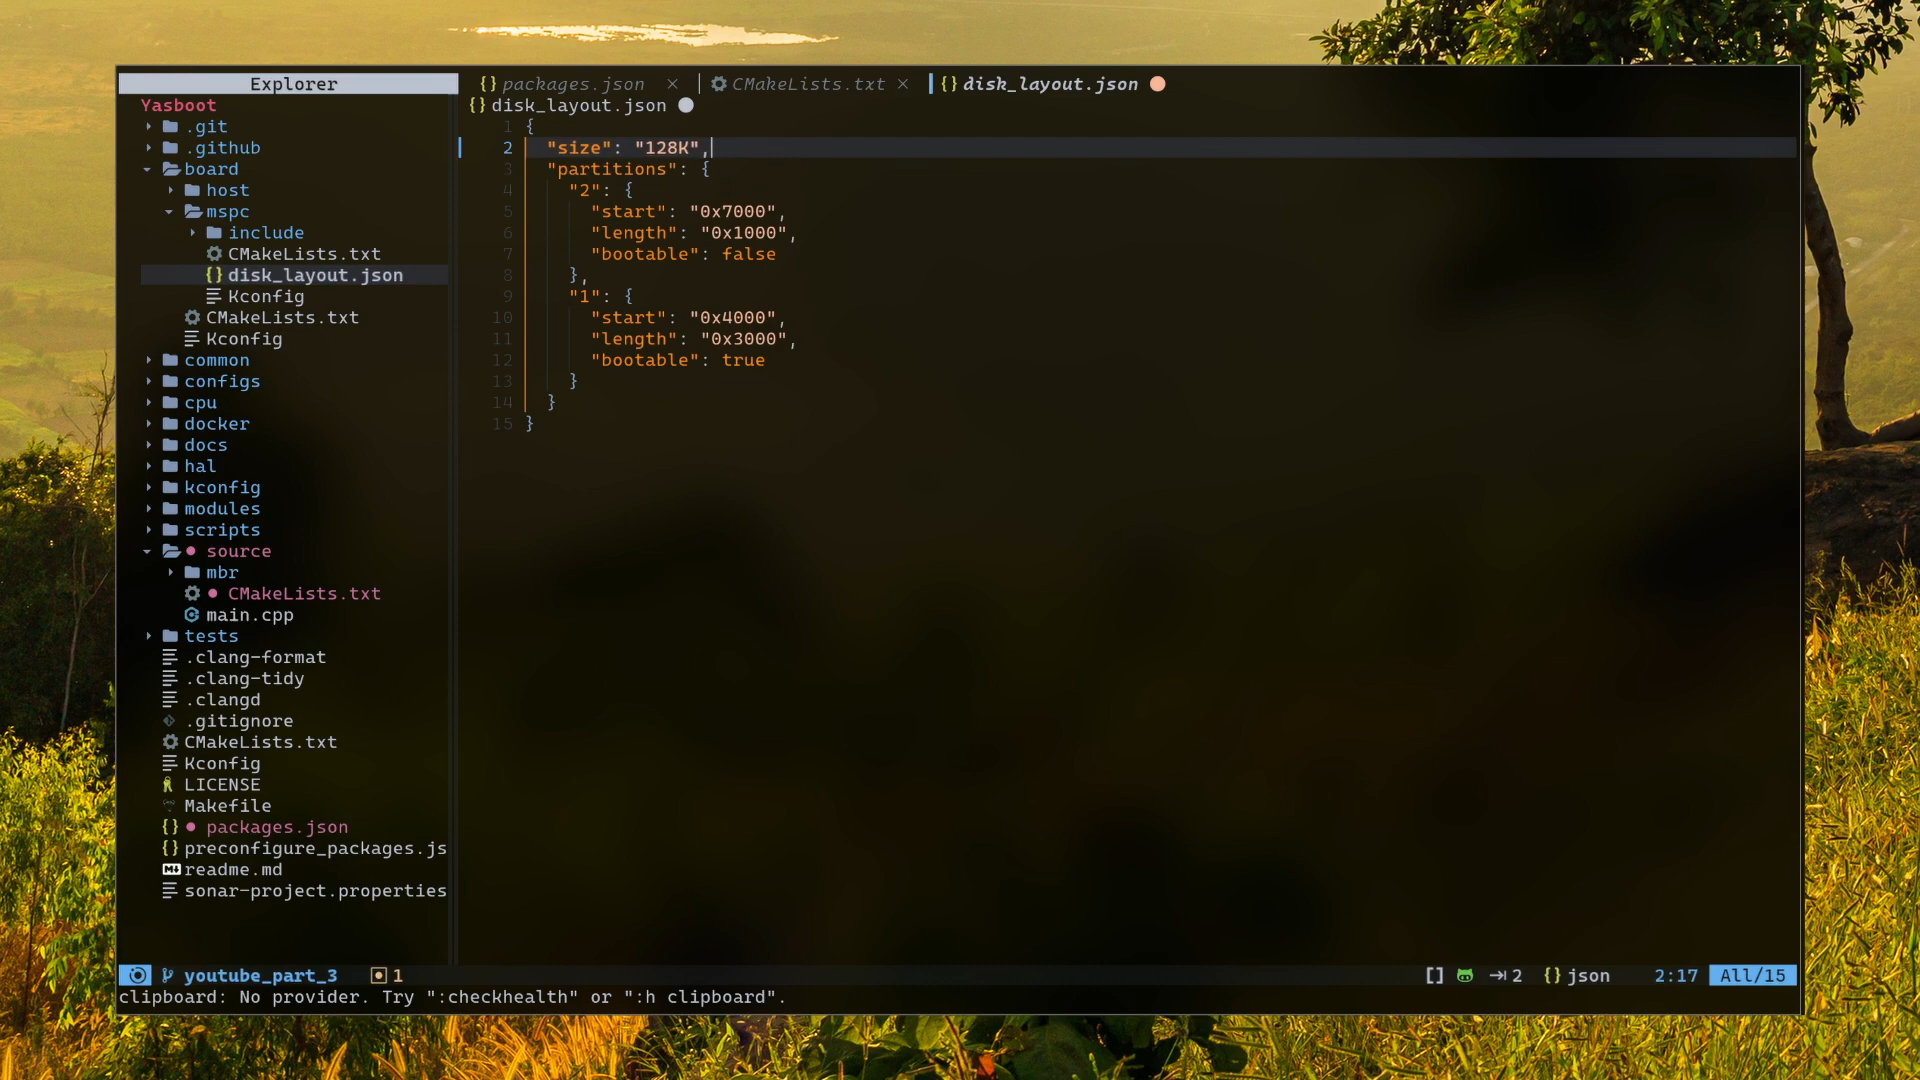 Explorer
packages.json × CMakeLists.txt × disk_layout.json
Yasboot
disk_layout.json
.git
.github
board
host
mspc
include
CMakeLists.txt
disk_layout.json
Kconfig
CMakeLists.txt
Kconfig
common
configs
cpu
docker
docs
hal
kconfig
modules
scripts
source
mbr
CMakeLists.txt
main.cpp
tests
.clang-format
.clang-tidy
.clangd
.gitignore
CMakeLists.txt
Kconfig
LICENSE
Makefile
packages.json
preconfigure_packages.js
readme.md
sonar-project.properties
1 {
2 "size": "128K",
3 "partitions": {
4 "2": {
5 "start": "0x7000",
6 "length": "0x1000",
7 "bootable": false
8 },
9 "1": {
10 "start": "0x4000",
11 "length": "0x3000",
12 "bootable": true
13 }
14 }
15 }
youtube_part_3 1 [] 2 {} json 2:17 All/15
clipboard: No provider. Try ":checkhealth" or ":h clipboard".